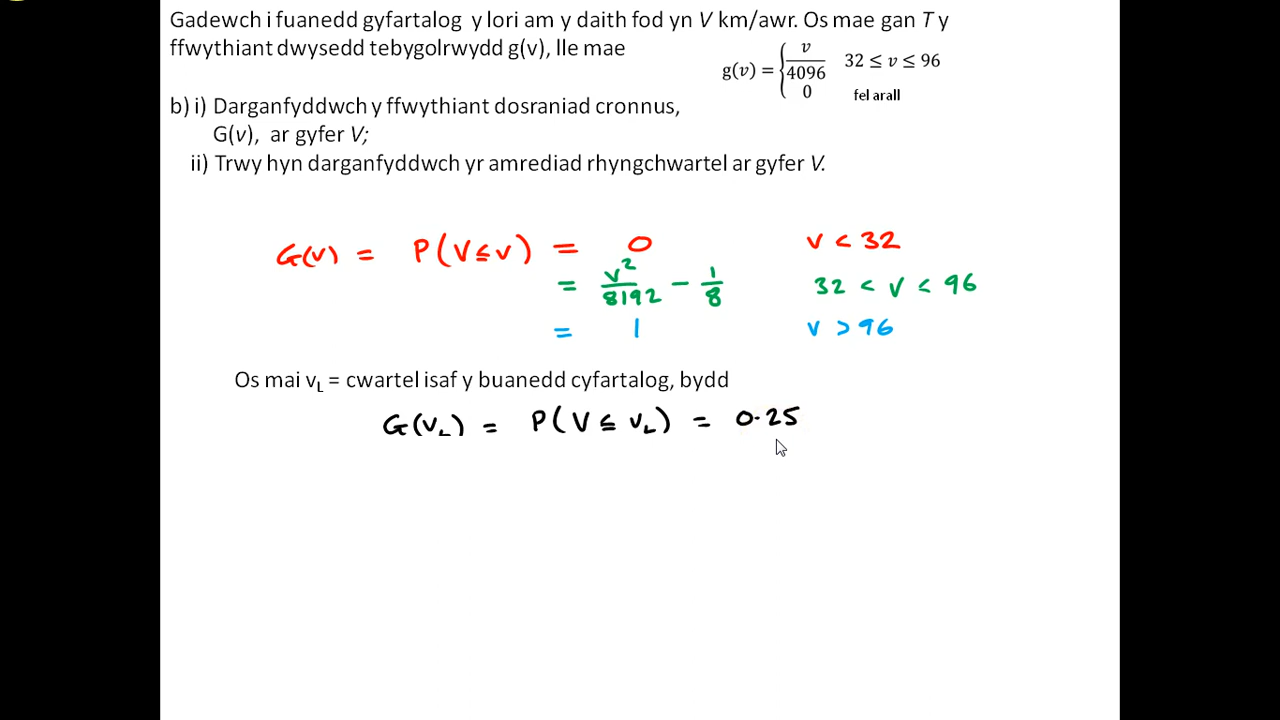 Gadewch i fuanedd gyfartalog y lori am y daith fod yn V km/awr. Os mae gan T y
ffwythiant dwysedd tebygolrwydd g(v), lle mae
g(v) = { v/4096 32 ≤ v ≤ 96
0 fel arall
b) i) Darganfyddwch y ffwythiant dosraniad cronnus,
G(v), ar gyfer V;
ii) Trwy hyn darganfyddwch yr amrediad rhyngchwartel ar gyfer V.
G(v) = P(V ≤ v) = 0 v < 32
= v²/8192 − 1/8 32 < v < 96
= 1 v > 96
Os mai vL = cwartel isaf y buanedd cyfartalog, bydd
G(vL) = P(V ≤ vL) = 0.25